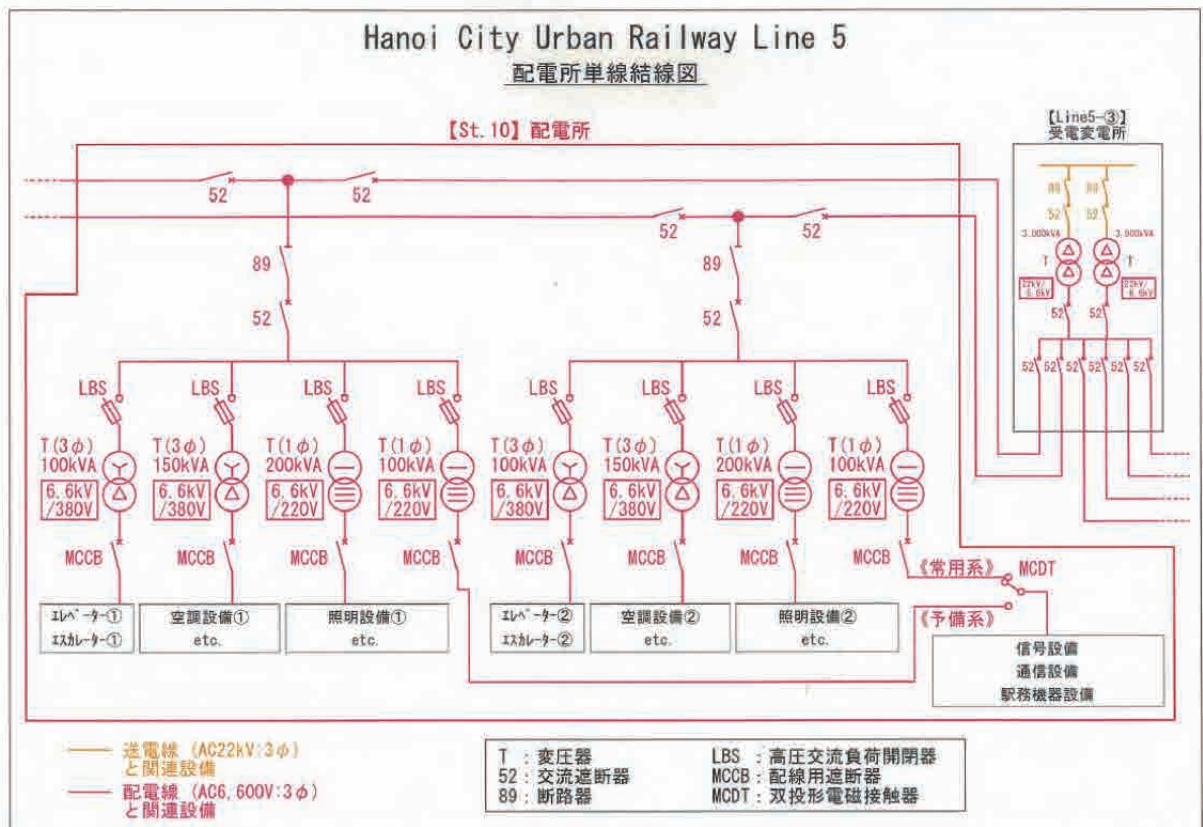 Hanoi City Urban Railway Line 5
配電所単線結線図
【St. 10】配電所
【Line5-③】
受電変電所
52
52
52
52
89
89
52
52
89
89
52
52
3,000kVA
3,000kVA
T
T
22kV/
6.6kV
22kV/
6.6kV
52
52
52 52 52 52 52 52
LBS
LBS
LBS
LBS
LBS
LBS
LBS
LBS
T(3φ)
100kVA
6.6kV
/380V
T(3φ)
150kVA
6.6kV
/380V
T(1φ)
200kVA
6.6kV
/220V
T(1φ)
100kVA
6.6kV
/220V
T(3φ)
100kVA
6.6kV
/380V
T(3φ)
150kVA
6.6kV
/380V
T(1φ)
200kVA
6.6kV
/220V
T(1φ)
100kVA
6.6kV
/220V
MCCB
MCCB
MCCB
MCCB
MCCB
MCCB
MCCB
MCCB
《常用系》
MCDT
《予備系》
エレベーター①
エスカレーター①
空調設備①
etc.
照明設備①
etc.
エレベーター②
エスカレーター②
空調設備②
etc.
照明設備②
etc.
信号設備
通信設備
駅務機器設備
送電線 (AC22kV:3φ)
と関連設備
配電線 (AC6,600V:3φ)
と関連設備
T : 変圧器
52 : 交流遮断器
89 : 断路器
LBS : 高圧交流負荷開閉器
MCCB : 配線用遮断器
MCDT : 双投形電磁接触器